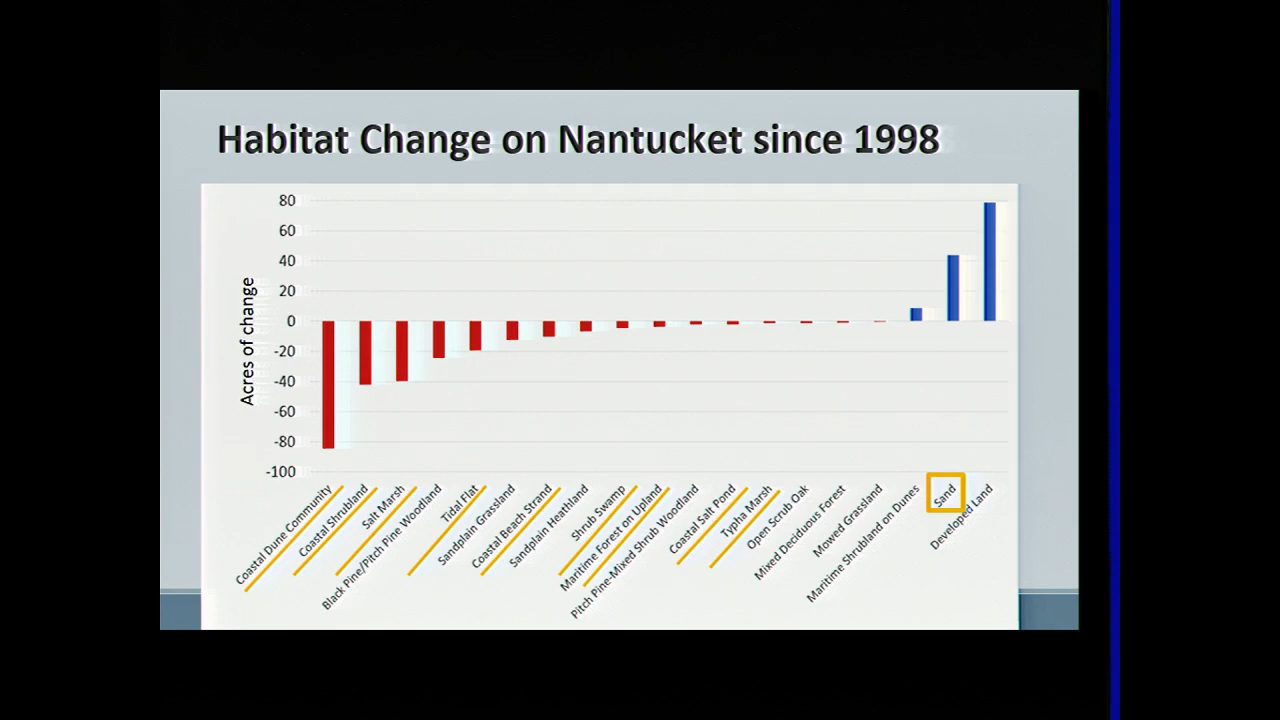 Habitat Change on Nantucket since 1998
Acres of change
80
60
40
20
0
-20
-40
-60
-80
-100
Coastal Dune Community
Coastal Shrubland
Salt Marsh
Black Pine/Pitch Pine Woodland
Tidal Flat
Sandplain Grassland
Coastal Beach Strand
Sandplain Heathland
Shrub Swamp
Maritime Forest on Upland
Pitch Pine-Mixed Shrub Woodland
Coastal Salt Pond
Typha Marsh
Open Scrub Oak
Mixed Deciduous Forest
Mowed Grassland
Maritime Shrubland on Dunes
Sand
Developed Land